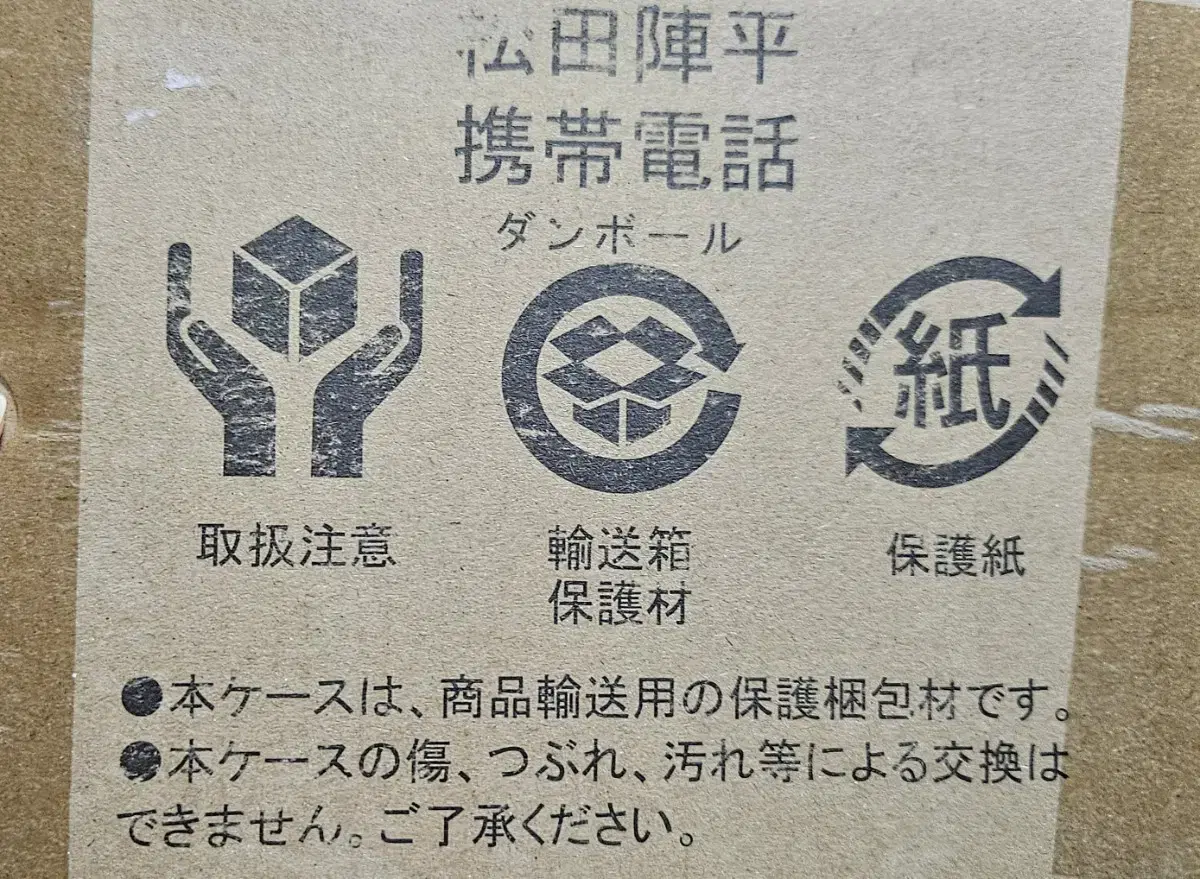 松田陣平
携帯電話
ダンボール
紙
取扱注意
輸送箱
保護材
保護紙
●本ケースは、商品輸送用の保護梱包材です。
●本ケースの傷、つぶれ、汚れ等による交換は
できません。ご了承ください。